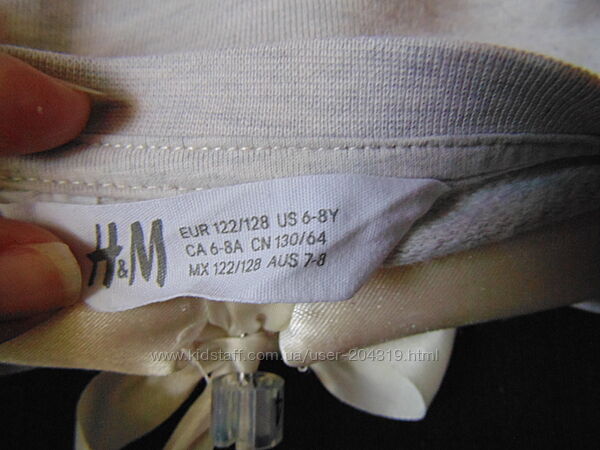 H&M
EUR 122/128 US 6-8Y
CA 6-8A CN 130/64
MX 122/128 AUS 7-8
www.kidstaff.com.ua/user-204319.html